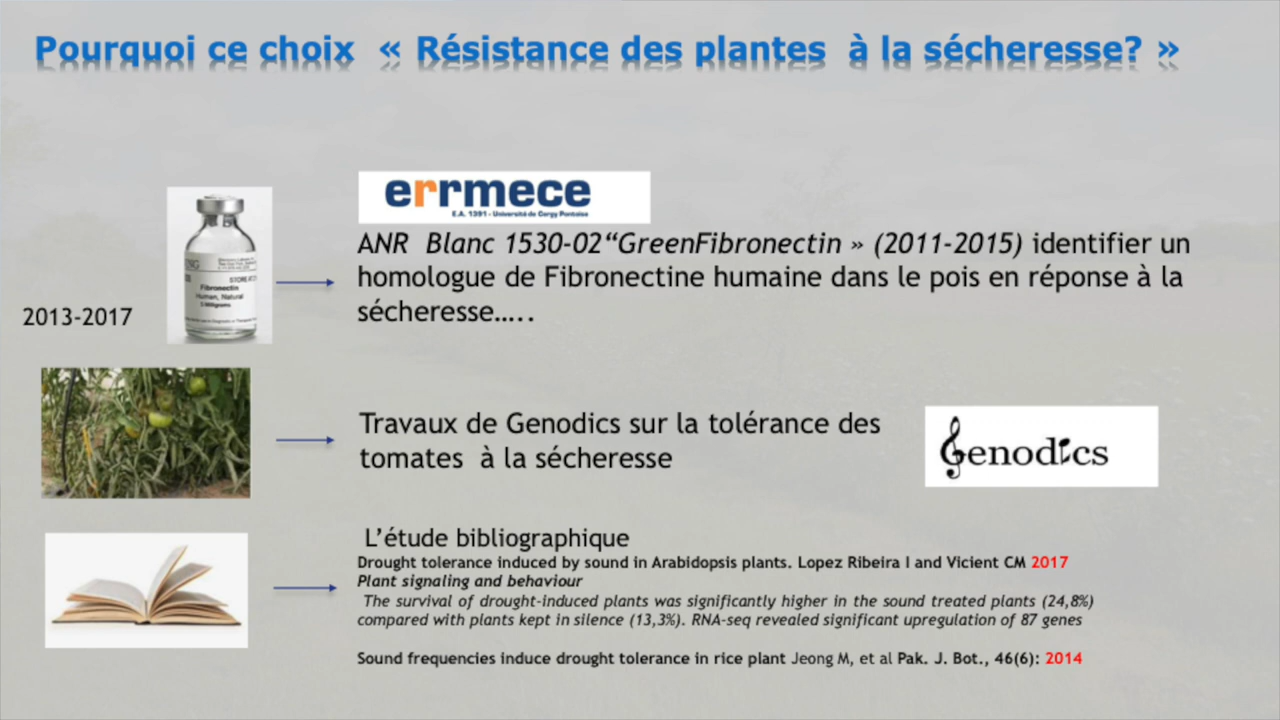 Pourquoi ce choix « Résistance des plantes à la sécheresse? »
errmece
E.A. 1391 - Université de Cergy Pontoise
ANR Blanc 1530-02“GreenFibronectin » (2011-2015) identifier un
homologue de Fibronectine humaine dans le pois en réponse à la
sécheresse…..
2013-2017
Fibronectin
Human, Natural
Travaux de Genodics sur la tolérance des
tomates à la sécheresse
Genodics
L’étude bibliographique
Drought tolerance induced by sound in Arabidopsis plants. Lopez Ribeira I and Vicient CM 2017
Plant signaling and behaviour
The survival of drought-induced plants was significantly higher in the sound treated plants (24,8%)
compared with plants kept in silence (13,3%). RNA-seq revealed significant upregulation of 87 genes
Sound frequencies induce drought tolerance in rice plant Jeong M, et al Pak. J. Bot., 46(6): 2014